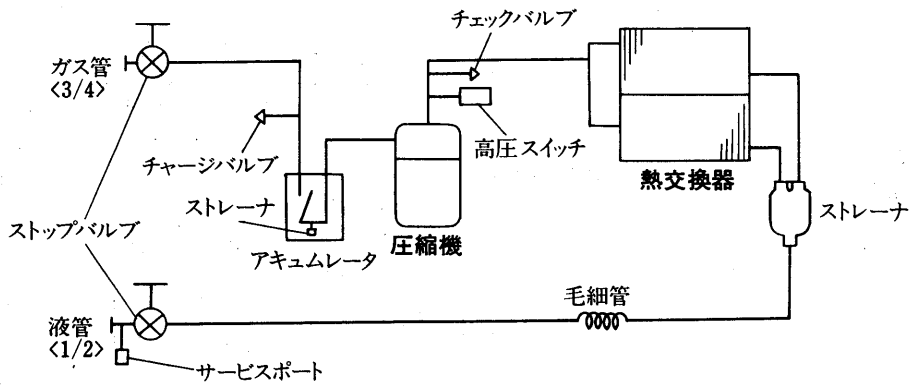 チェックバルブ
ガス管
<3/4>
高圧スイッチ
チャージバルブ
熱交換器
ストレーナ
ストレーナ
ストップバルブ
圧縮機
アキュムレータ
毛細管
液管
<1/2>
サービスポート